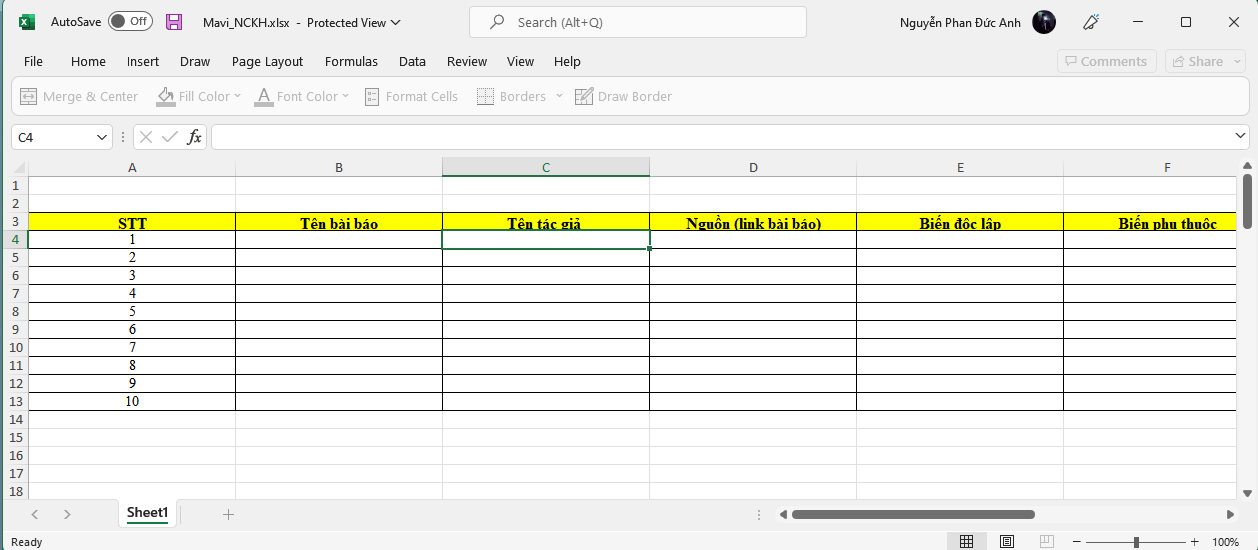 AutoSave Off Mavi_NCKH.xlsx - Protected View Search (Alt+Q) Nguyễn Phan Đức Anh
File Home Insert Draw Page Layout Formulas Data Review View Help Comments Share
Merge & Center Fill Color Font Color Format Cells Borders Draw Border
C4 fx
A B C D E F
1
2
3 STT Tên bài báo Tên tác giả Nguồn (link bài báo) Biến độc lập Biến phụ thuộc
4 1
5 2
6 3
7 4
8 5
9 6
10 7
11 8
12 9
13 10
14
15
16
17
18
Sheet1
Ready 100%